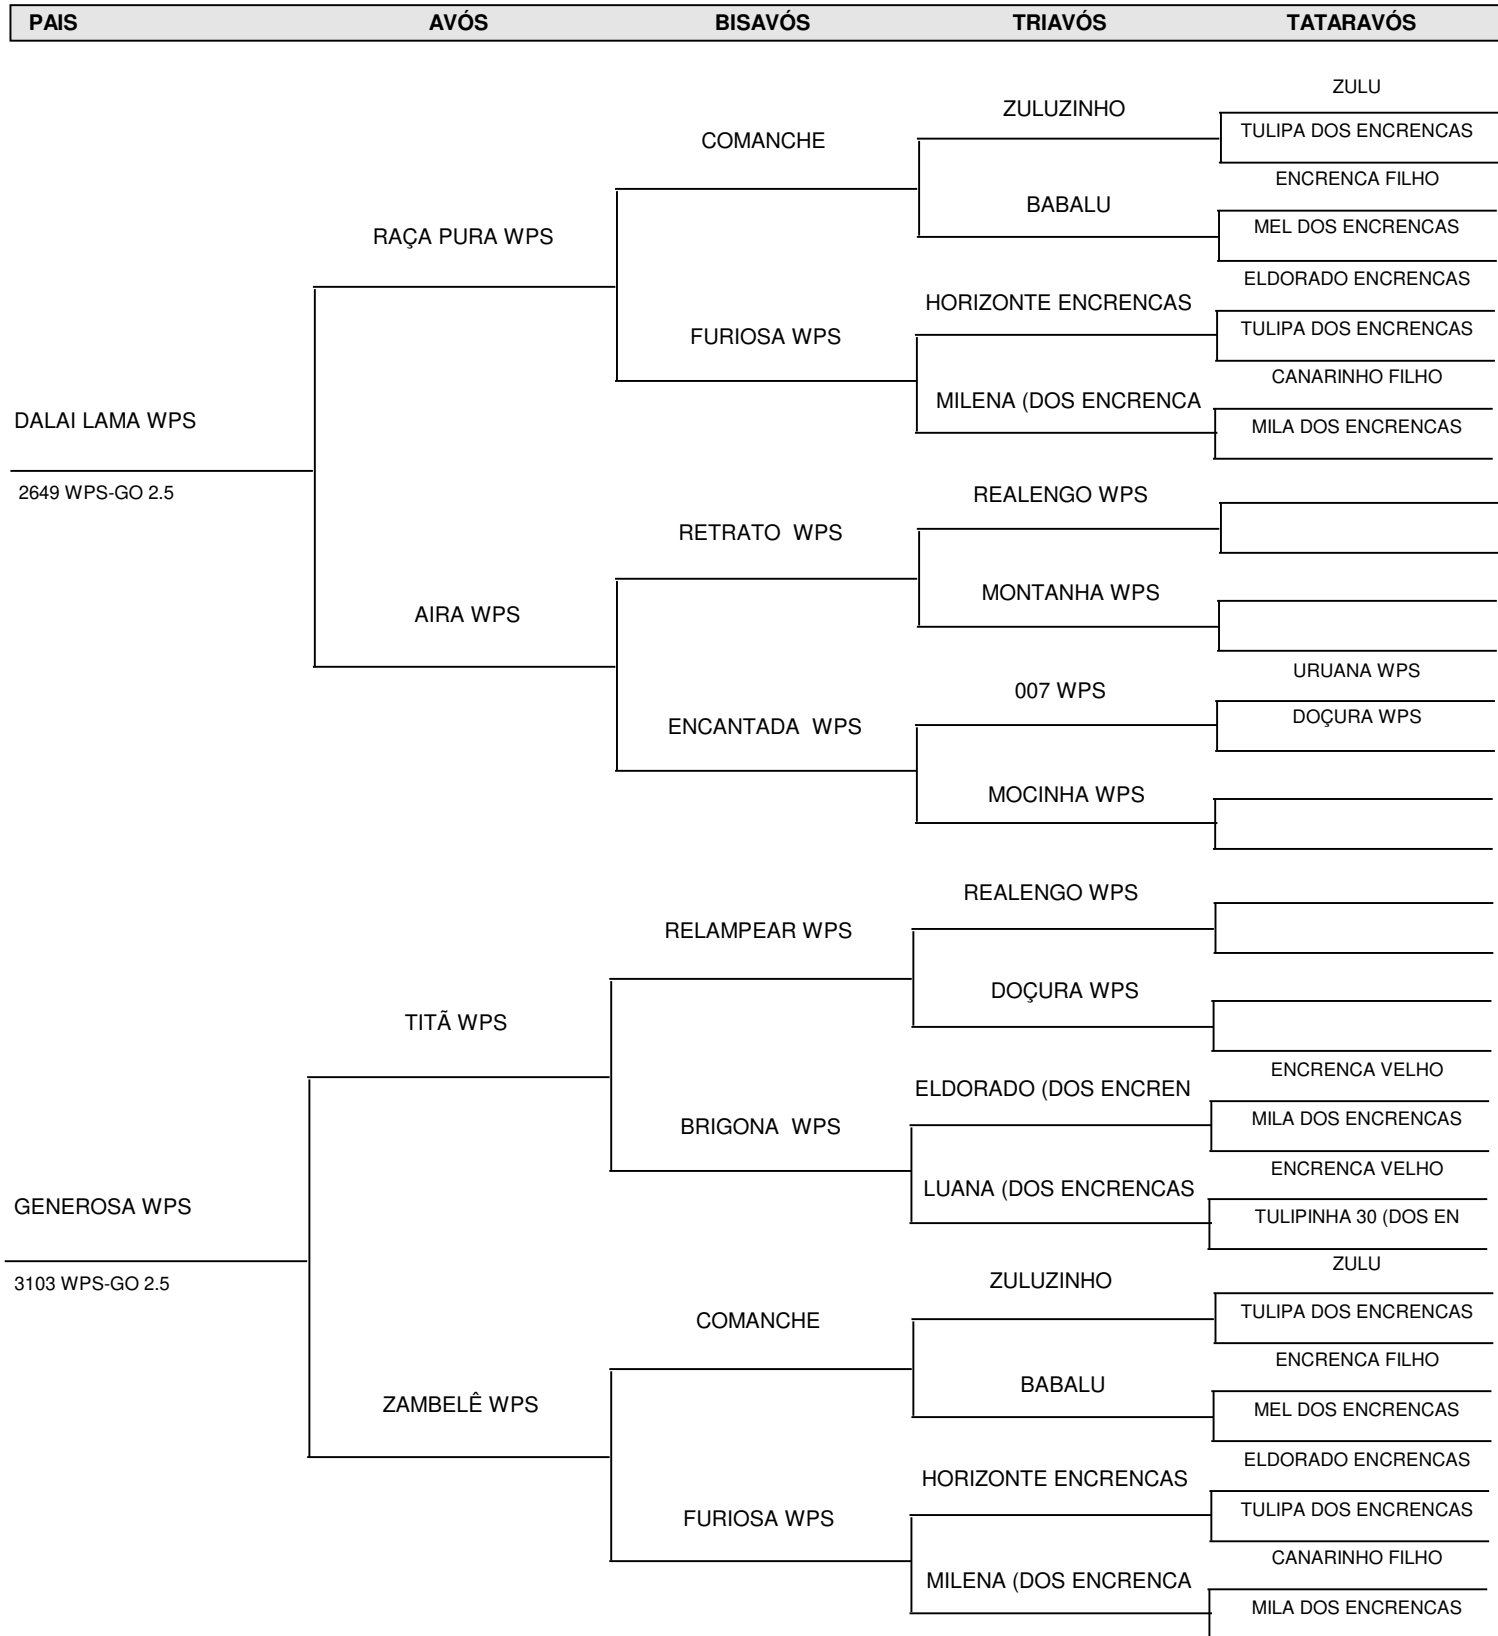 PAIS AVÓS BISAVÓS TRIAVÓS TATARAVÓS
ZULU
ZULUZINHO
TULIPA DOS ENCRENCAS
COMANCHE
ENCRENCA FILHO
BABALU
MEL DOS ENCRENCAS
RAÇA PURA WPS
ELDORADO ENCRENCAS
HORIZONTE ENCRENCAS
TULIPA DOS ENCRENCAS
FURIOSA WPS
CANARINHO FILHO
MILENA (DOS ENCRENCA
MILA DOS ENCRENCAS
DALAI LAMA WPS
2649 WPS-GO 2.5
REALENGO WPS
RETRATO WPS
MONTANHA WPS
AIRA WPS
URUANA WPS
007 WPS
DOÇURA WPS
ENCANTADA WPS
MOCINHA WPS
REALENGO WPS
RELAMPEAR WPS
DOÇURA WPS
TITÃ WPS
ENCRENCA VELHO
ELDORADO (DOS ENCREN
MILA DOS ENCRENCAS
BRIGONA WPS
ENCRENCA VELHO
LUANA (DOS ENCRENCAS
TULIPINHA 30 (DOS EN
GENEROSA WPS
3103 WPS-GO 2.5
ZULU
ZULUZINHO
TULIPA DOS ENCRENCAS
COMANCHE
ENCRENCA FILHO
BABALU
MEL DOS ENCRENCAS
ZAMBELÊ WPS
ELDORADO ENCRENCAS
HORIZONTE ENCRENCAS
TULIPA DOS ENCRENCAS
FURIOSA WPS
CANARINHO FILHO
MILENA (DOS ENCRENCA
MILA DOS ENCRENCAS